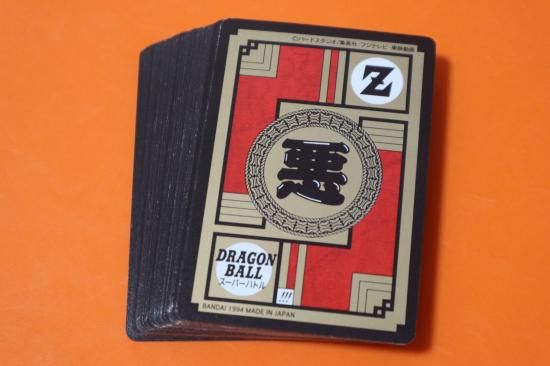 ©バードスタジオ/集英社・フジテレビ・東映動画
Z
悪
DRAGON
BALL
スーパーバトル
!!!
BANDAI 1994 MADE IN JAPAN